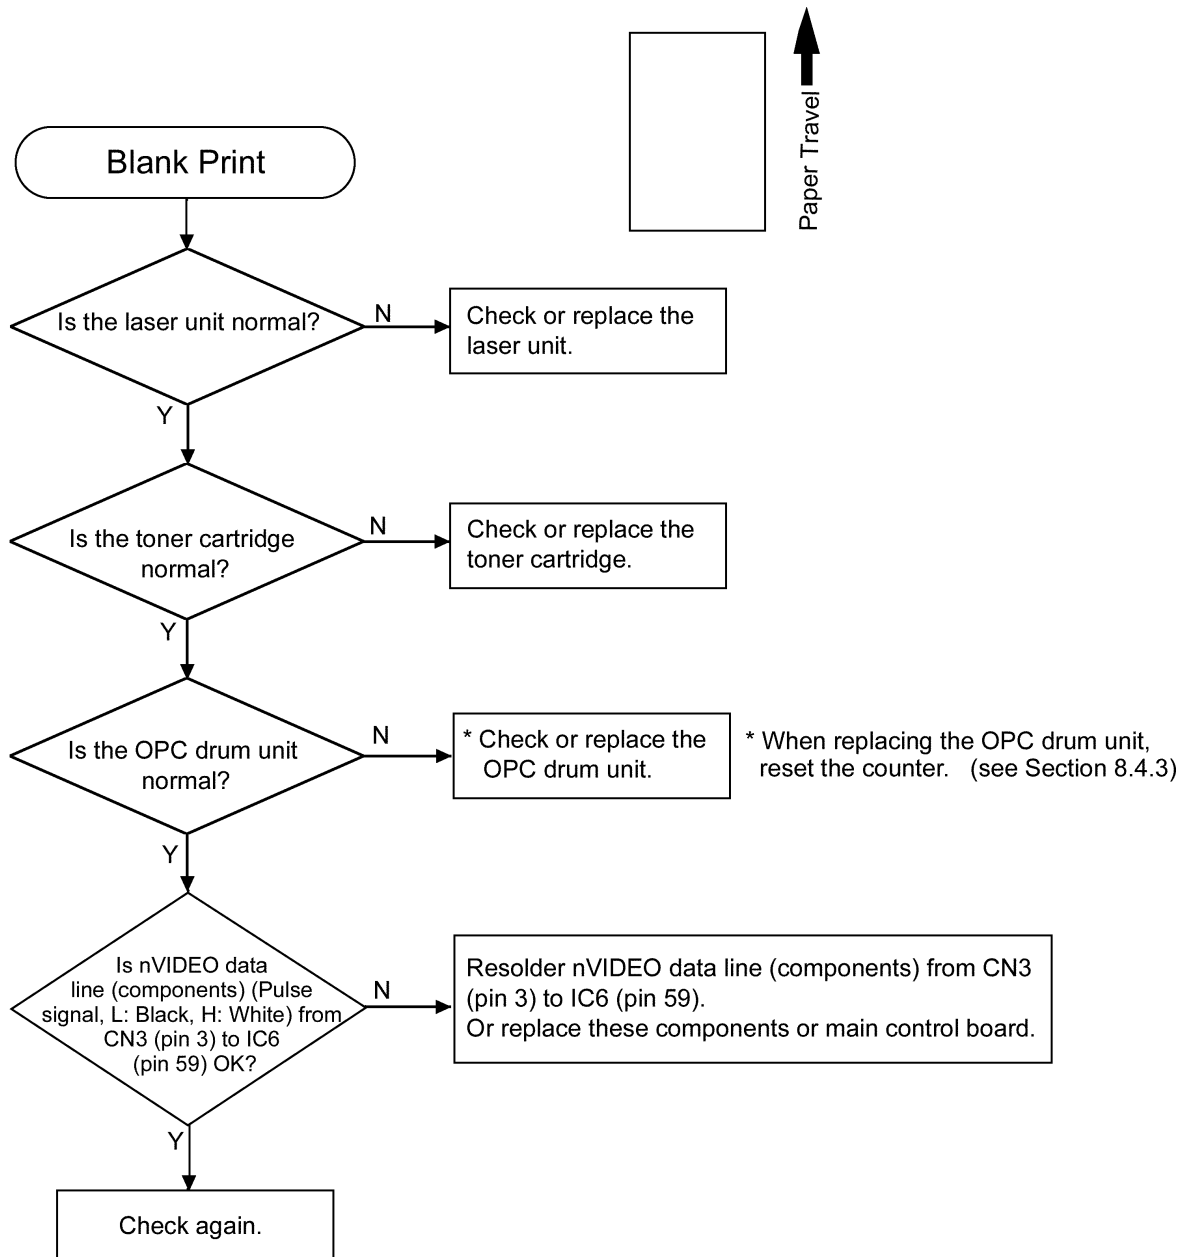 Paper Travel
Blank Print
Is the laser unit normal?
N
Check or replace the
laser unit.
Y
Is the toner cartridge
normal?
N
Check or replace the
toner cartridge.
Y
Is the OPC drum unit
normal?
N
* Check or replace the
OPC drum unit.
* When replacing the OPC drum unit,
reset the counter. (see Section 8.4.3)
Y
Is nVIDEO data
line (components) (Pulse
signal, L: Black, H: White) from
CN3 (pin 3) to IC6
(pin 59) OK?
N
Resolder nVIDEO data line (components) from CN3
(pin 3) to IC6 (pin 59).
Or replace these components or main control board.
Y
Check again.